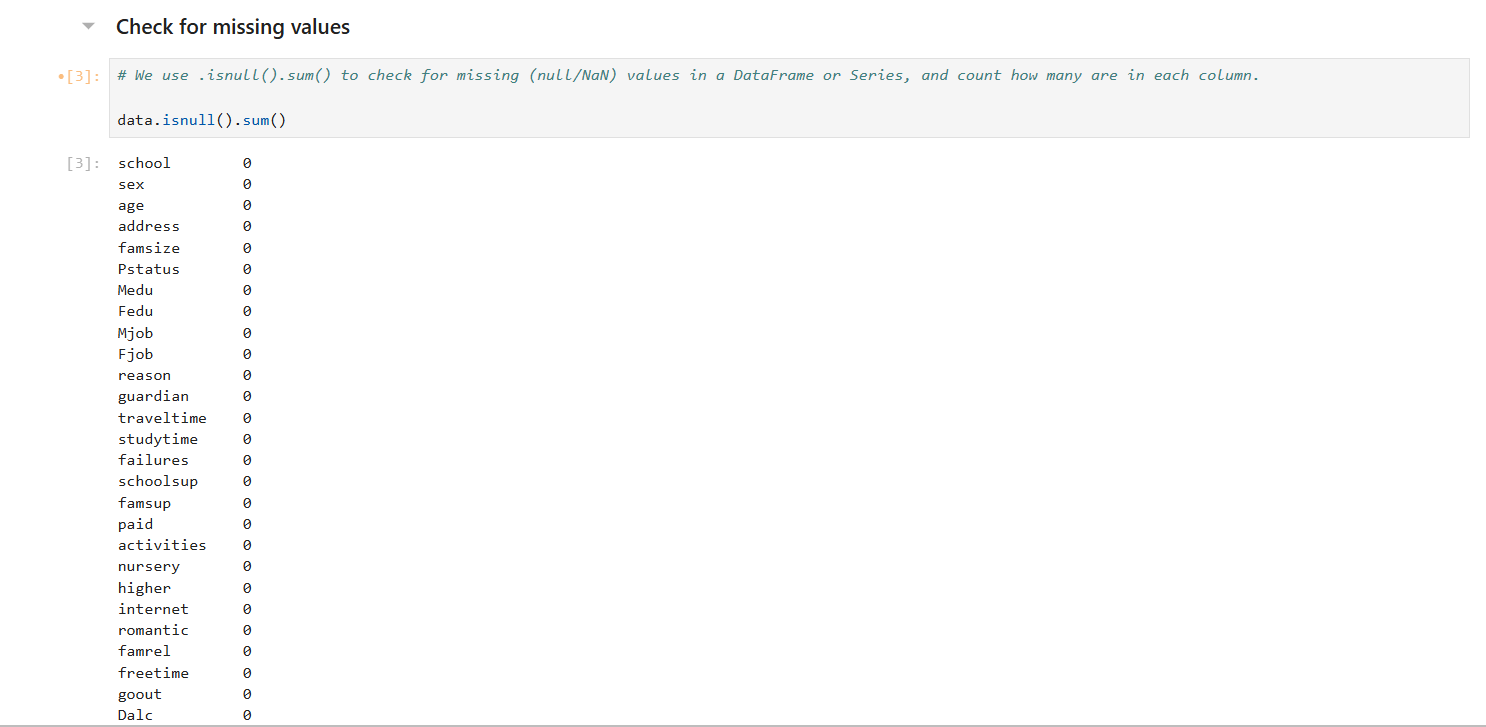 Check for missing values
[3]: # We use .isnull().sum() to check for missing (null/NaN) values in a DataFrame or Series, and count how many are in each column.
data.isnull().sum()
[3]: school 0
sex 0
age 0
address 0
famsize 0
Pstatus 0
Medu 0
Fedu 0
Mjob 0
Fjob 0
reason 0
guardian 0
traveltime 0
studytime 0
failures 0
schoolsup 0
famsup 0
paid 0
activities 0
nursery 0
higher 0
internet 0
romantic 0
famrel 0
freetime 0
goout 0
Dalc 0